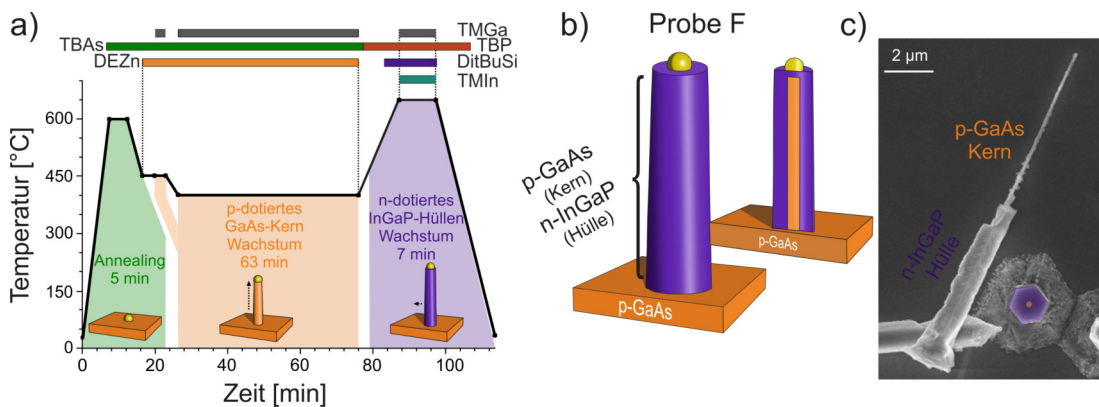 a)
TMGa
TBAs
TBP
DEZn
DitBuSi
TMIn
Temperatur [°C]
600
450
400
300
150
0
Annealing
5 min
p-dotiertes
GaAs-Kern
Wachstum
63 min
n-dotiertes
InGaP-Hüllen
Wachstum
7 min
0
20
40
60
80
100
Zeit [min]
b)
Probe F
p-GaAs
(Kern)
n-InGaP
(Hülle)
p-GaAs
p-GaAs
c)
2 µm
p-GaAs
Kern
n-InGaP
Hülle